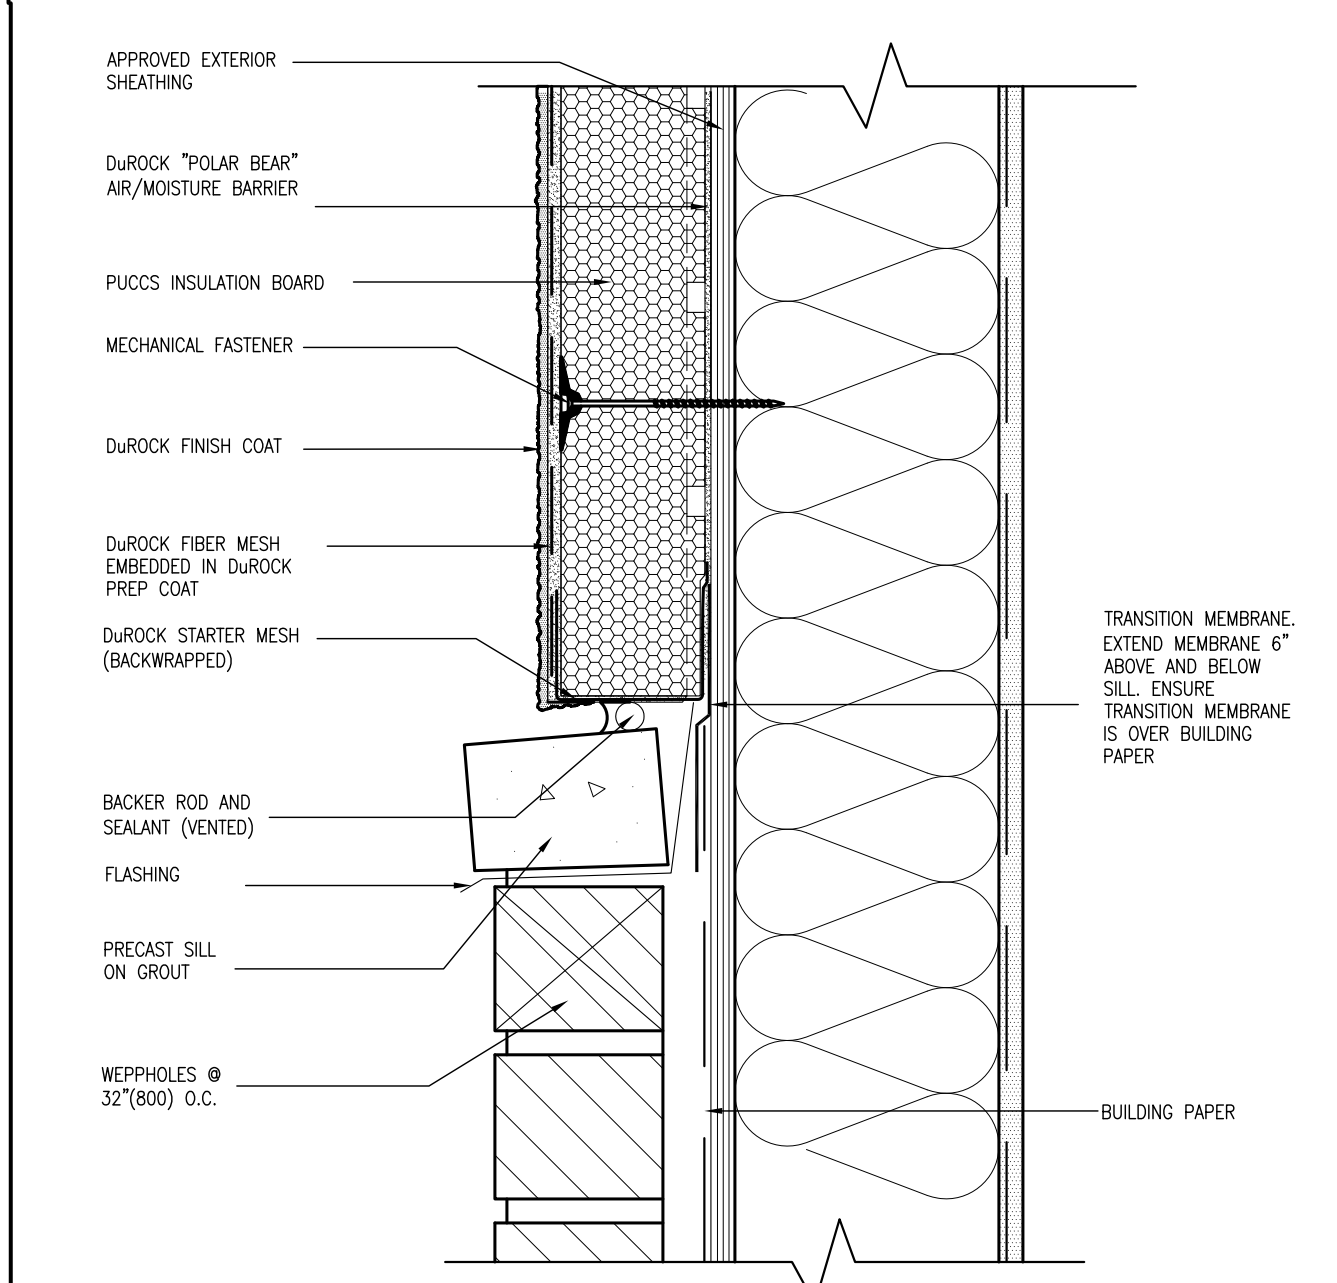 APPROVED EXTERIOR
SHEATHING
DuROCK "POLAR BEAR"
AIR/MOISTURE BARRIER
PUCCS INSULATION BOARD
MECHANICAL FASTENER
DuROCK FINISH COAT
DuROCK FIBER MESH
EMBEDDED IN DuROCK
PREP COAT
DuROCK STARTER MESH
(BACKWRAPPED)
BACKER ROD AND
SEALANT (VENTED)
FLASHING
PRECAST SILL
ON GROUT
WEPPHOLES @
32"(800) O.C.
TRANSITION MEMBRANE.
EXTEND MEMBRANE 6"
ABOVE AND BELOW
SILL. ENSURE
TRANSITION MEMBRANE
IS OVER BUILDING
PAPER
BUILDING PAPER